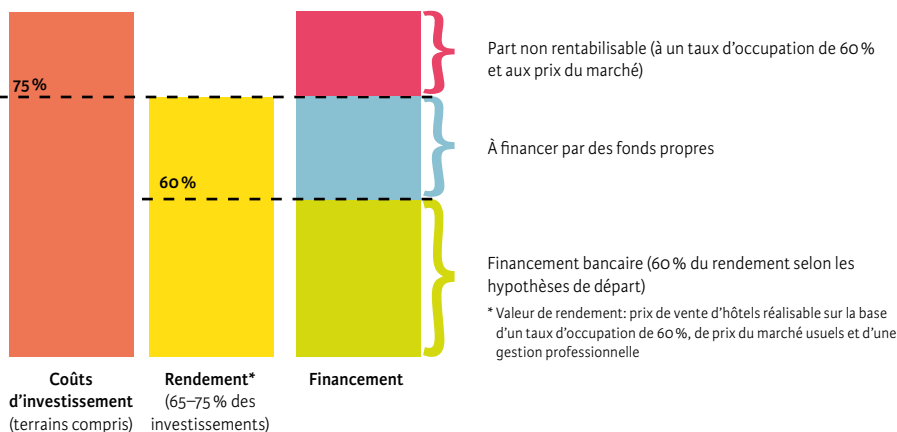 Part non rentabilisable (à un taux d’occupation de 60 %
et aux prix du marché)
75 %
À financer par des fonds propres
60 %
Financement bancaire (60 % du rendement selon les
hypothèses de départ)
* Valeur de rendement: prix de vente d’hôtels réalisable sur la base
d’un taux d’occupation de 60 %, de prix du marché usuels et d’une
gestion professionnelle
Coûts
d’investissement
(terrains compris)
Rendement*
(65–75 % des
investissements)
Financement